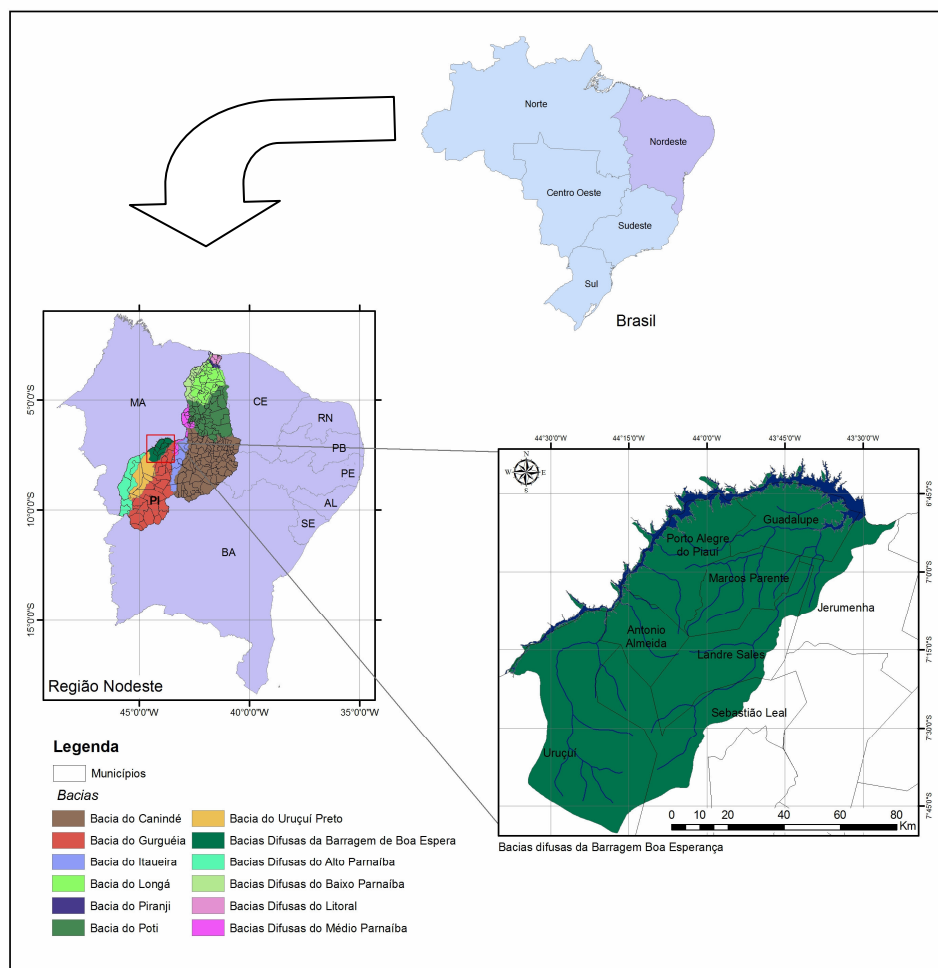 Norte
Nordeste
Centro Oeste
Sudeste
Sul
Brasil
MA
CE
RN
PB
PE
AL
SE
PI
BA
5°0'0"S
10°0'0"S
15°0'0"S
Região Nodeste
45°0'0"W
40°0'0"W
35°0'0"W
44°30'0"W
44°15'0"W
44°0'0"W
43°45'0"W
43°30'0"W
N
W
E
S
6°45'0"S
7°0'0"S
7°15'0"S
7°30'0"S
7°45'0"S
Guadalupe
Porto Alegre
do Piauí
Marcos Parente
Jerumenha
Antonio
Almeida
Landre Sales
Sebastião Leal
Uruçuí
0 10 20 40 60 80
Km
Bacias difusas da Barragem Boa Esperança
Legenda
Municípios
Bacias
Bacia do Canindé
Bacia do Gurguéia
Bacia do Itaueira
Bacia do Longá
Bacia do Piranji
Bacia do Poti
Bacia do Uruçuí Preto
Bacias Difusas da Barragem de Boa Espera
Bacias Difusas do Alto Parnaíba
Bacias Difusas do Baixo Parnaíba
Bacias Difusas do Litoral
Bacias Difusas do Médio Parnaíba